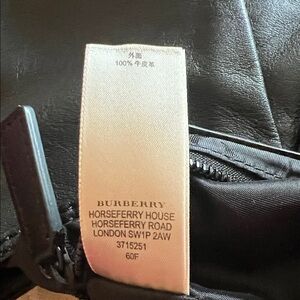 外面
100% 牛皮革
BURBERRY
HORSEFERRY HOUSE
HORSEFERRY ROAD
LONDON SW1P 2AW
3715251
60F